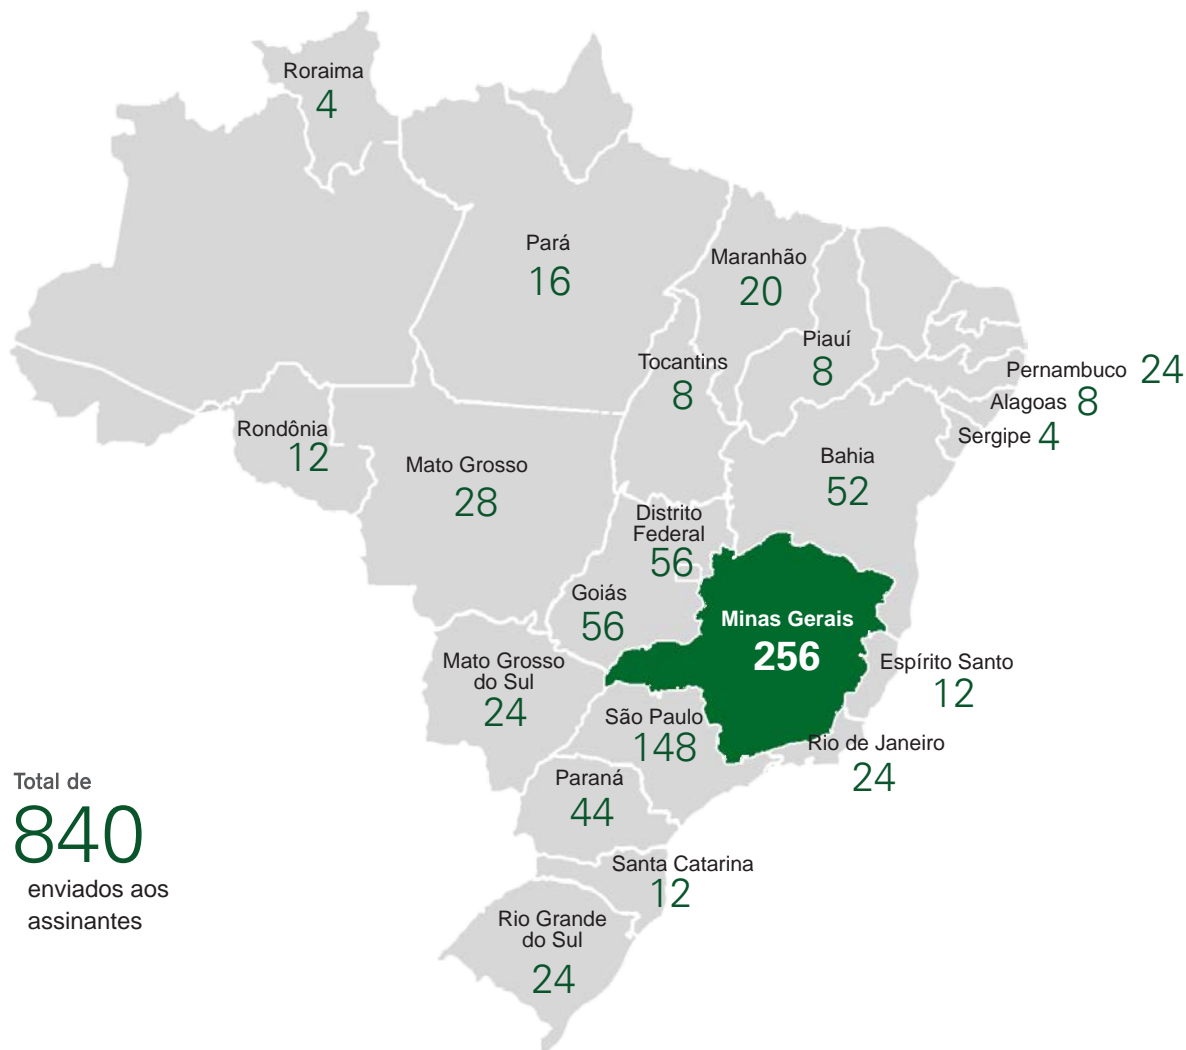 Roraima
4
Pará
16
Maranhão
20
Piauí
8
Tocantins
8
Pernambuco 24
Alagoas 8
Sergipe 4
Rondônia
12
Mato Grosso
28
Bahia
52
Distrito
Federal
56
Goiás
56
Minas Gerais
256
Espírito Santo
12
Mato Grosso
do Sul
24
São Paulo
148
Rio de Janeiro
24
Paraná
44
Total de
840
enviados aos
assinantes
Santa Catarina
12
Rio Grande
do Sul
24